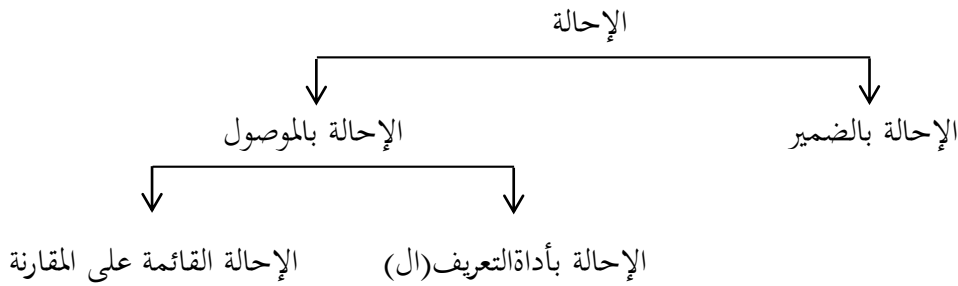 الإحالة
الإحالة بالضمير
الإحالة بالموصول
الإحالة بأداةالتعريف(ال)
الإحالة القائمة على المقارنة